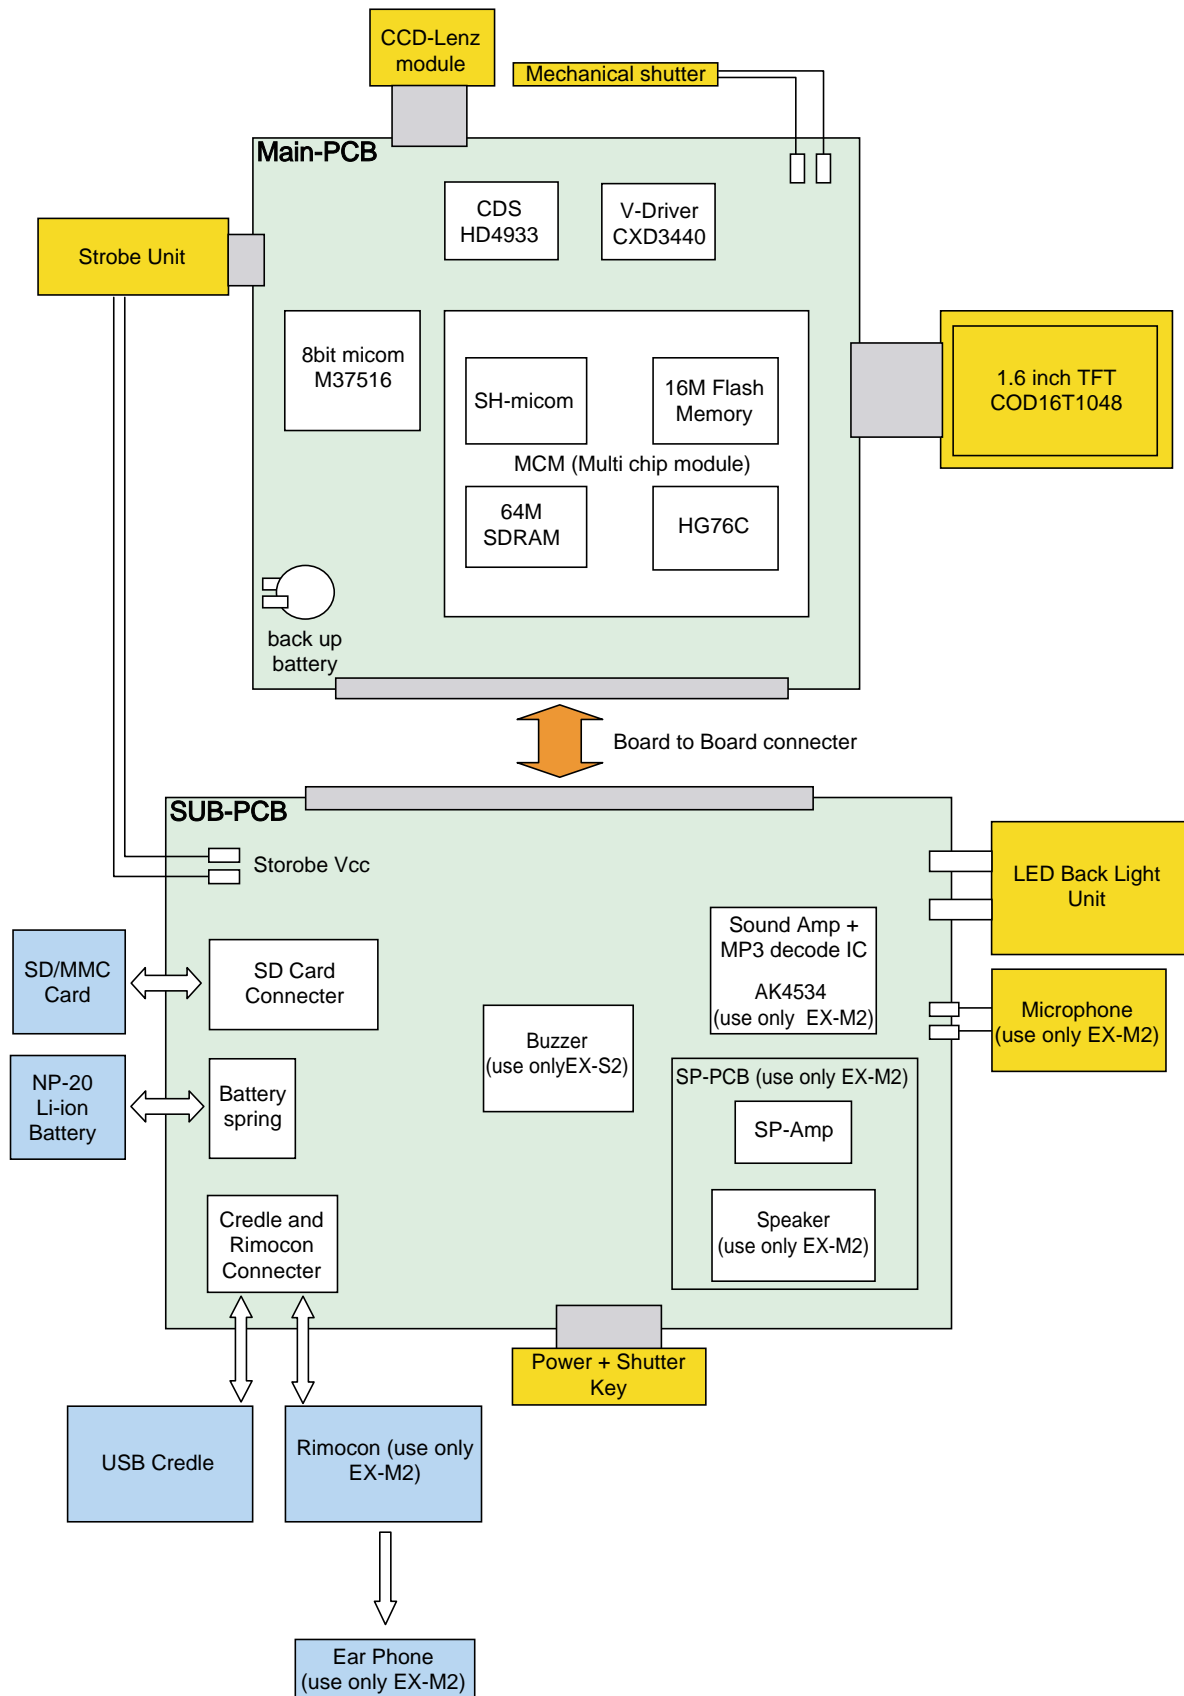 CCD-Lenz
module
Mechanical shutter
Main-PCB
CDS
HD4933
V-Driver
CXD3440
Strobe Unit
8bit micom
M37516
SH-micom
16M Flash
Memory
1.6 inch TFT
COD16T1048
MCM (Multi chip module)
64M
SDRAM
HG76C
back up
battery
Board to Board connecter
SUB-PCB
Storobe Vcc
LED Back Light
Unit
Sound Amp +
MP3 decode IC
AK4534
(use only EX-M2)
SD/MMC
Card
SD Card
Connecter
Microphone
(use only EX-M2)
Buzzer
(use onlyEX-S2)
NP-20
Li-ion
Battery
Battery
spring
SP-PCB (use only EX-M2)
SP-Amp
Speaker
(use only EX-M2)
Credle and
Rimocon
Connecter
Power + Shutter
Key
USB Credle
Rimocon (use only
EX-M2)
Ear Phone
(use only EX-M2)